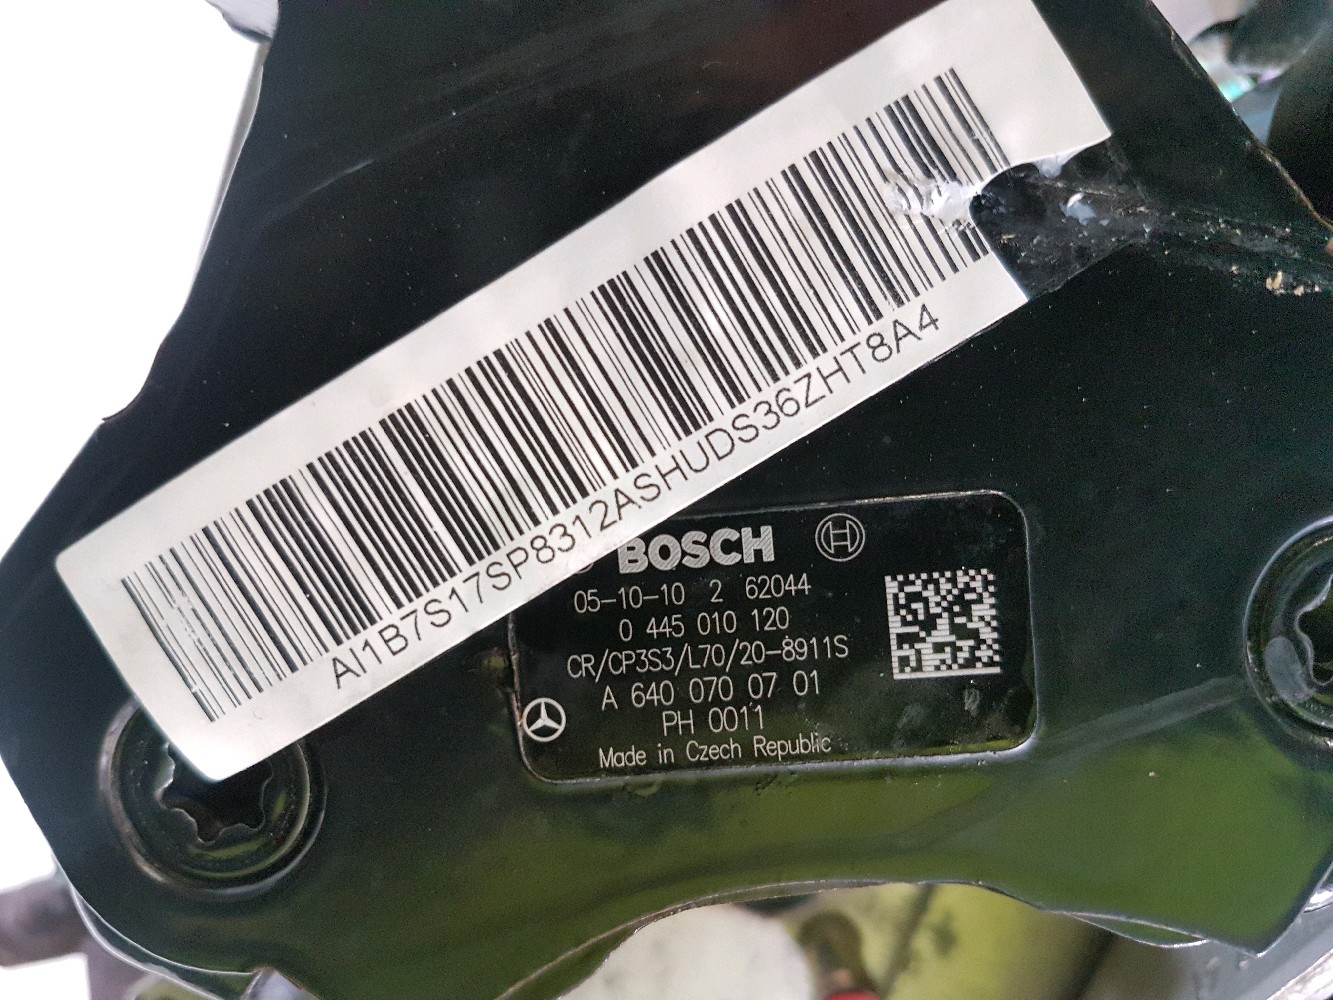 AI1B7S17SP8312ASHUDS36ZHT8A4
BOSCH
05-10-10 2 62044
0 445 010 120
CR/CP3S3/L70/20-8911S
A 640 070 07 01
PH 0011
Made in Czech Republic